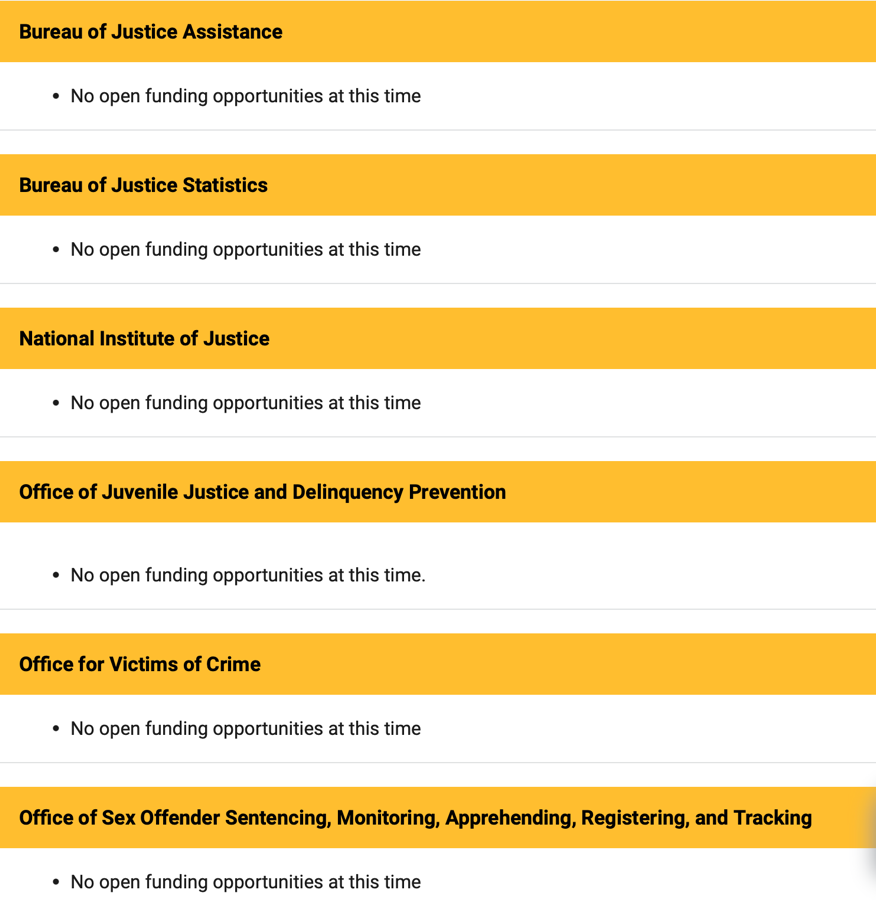 Bureau of Justice Assistance
• No open funding opportunities at this time
Bureau of Justice Statistics
• No open funding opportunities at this time
National Institute of Justice
• No open funding opportunities at this time
Office of Juvenile Justice and Delinquency Prevention
• No open funding opportunities at this time.
Office for Victims of Crime
• No open funding opportunities at this time
Office of Sex Offender Sentencing, Monitoring, Apprehending, Registering, and Tracking
• No open funding opportunities at this time